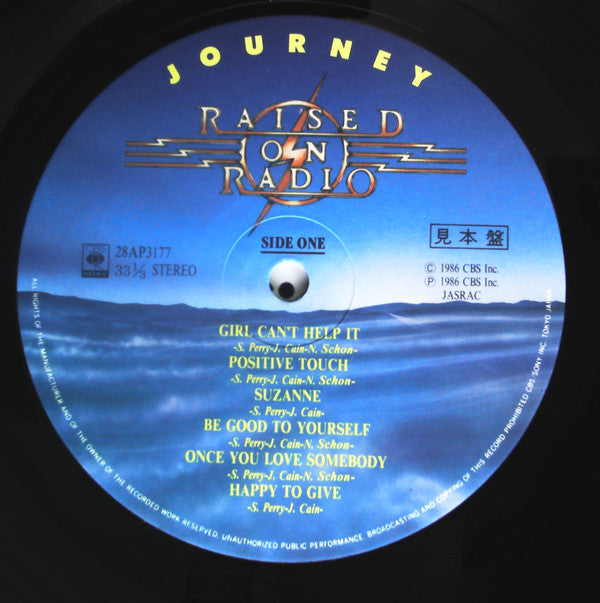 JOURNEY
RAISED
ON
RADIO
SIDE ONE
CBS
SONY
28AP3177
33⅓ STEREO
見本盤
© 1986 CBS Inc.
℗ 1986 CBS Inc.
JASRAC
GIRL CAN'T HELP IT
-S. Perry-J. Cain-N. Schon-
POSITIVE TOUCH
-S. Perry-J. Cain-N. Schon-
SUZANNE
-S. Perry-J. Cain-
BE GOOD TO YOURSELF
-S. Perry-J. Cain-N. Schon-
ONCE YOU LOVE SOMEBODY
-S. Perry-J. Cain-N. Schon-
HAPPY TO GIVE
-S. Perry-J. Cain-
ALL RIGHTS OF THE MANUFACTURER AND OF THE OWNER OF THE RECORDED WORK RESERVED. UNAUTHORIZED PUBLIC PERFORMANCE, BROADCASTING AND COPYING OF THIS RECORD PROHIBITED CBS/SONY INC. TOKYO JAPAN